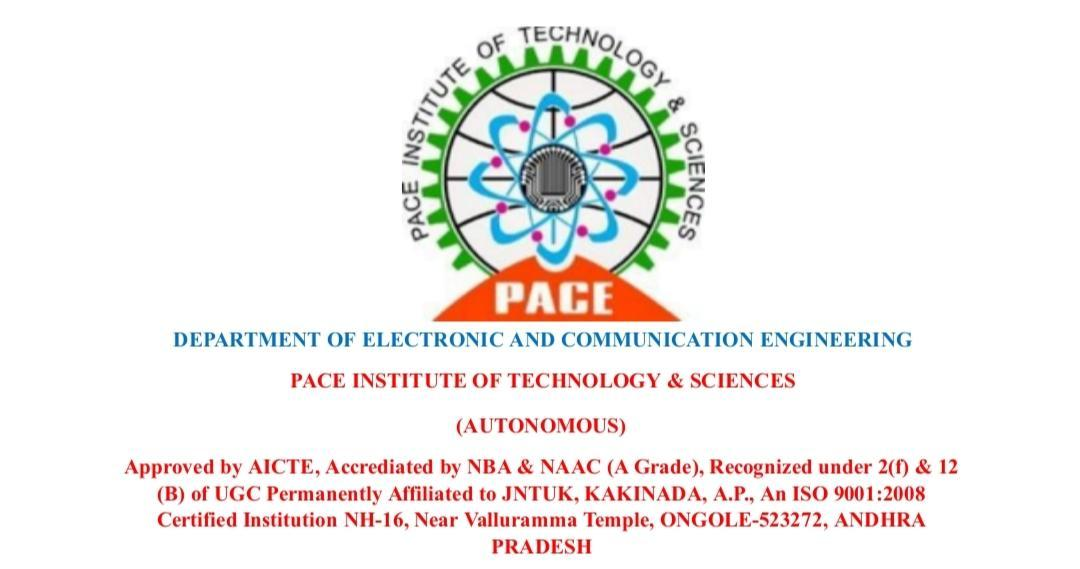 PACE INSTITUTE OF TECHNOLOGY & SCIENCES
PACE
DEPARTMENT OF ELECTRONIC AND COMMUNICATION ENGINEERING
PACE INSTITUTE OF TECHNOLOGY & SCIENCES
(AUTONOMOUS)
Approved by AICTE, Accrediated by NBA & NAAC (A Grade), Recognized under 2(f) & 12
(B) of UGC Permanently Affiliated to JNTUK, KAKINADA, A.P., An ISO 9001:2008
Certified Institution NH-16, Near Valluramma Temple, ONGOLE-523272, ANDHRA
PRADESH